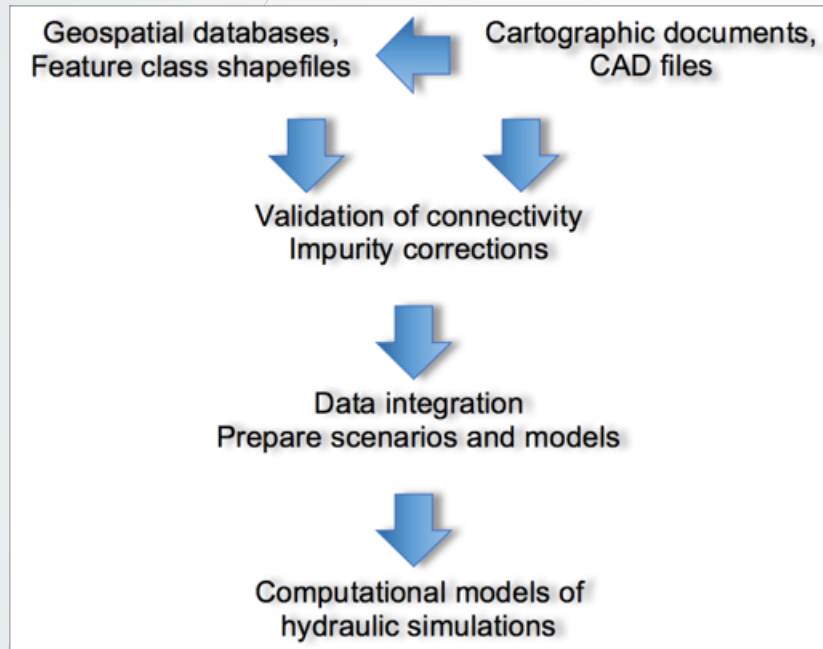 Geospatial databases,
Feature class shapefiles
Cartographic documents,
CAD files
Validation of connectivity
Impurity corrections
Data integration
Prepare scenarios and models
Computational models of
hydraulic simulations